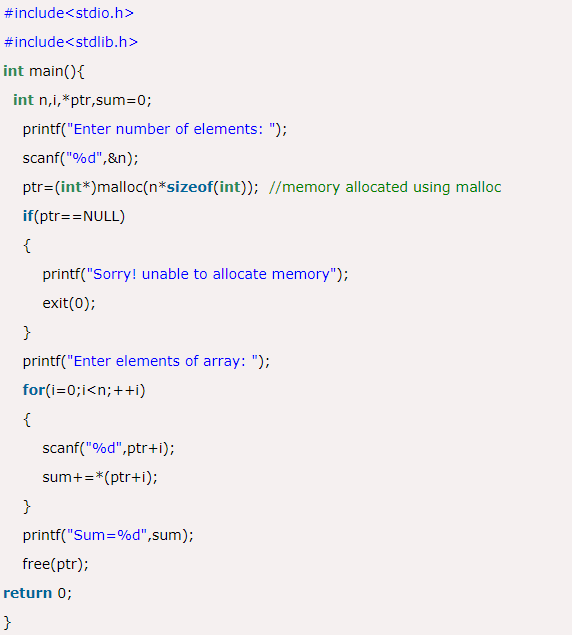 #include<stdio.h>
#include<stdlib.h>
int main(){
int n,i,*ptr,sum=0;
printf("Enter number of elements: ");
scanf("%d",&n);
ptr=(int*)malloc(n*sizeof(int)); //memory allocated using malloc
if(ptr==NULL)
{
printf("Sorry! unable to allocate memory");
exit(0);
}
printf("Enter elements of array: ");
for(i=0;i<n;++i)
{
scanf("%d",ptr+i);
sum+=*(ptr+i);
}
printf("Sum=%d",sum);
free(ptr);
return 0;
}